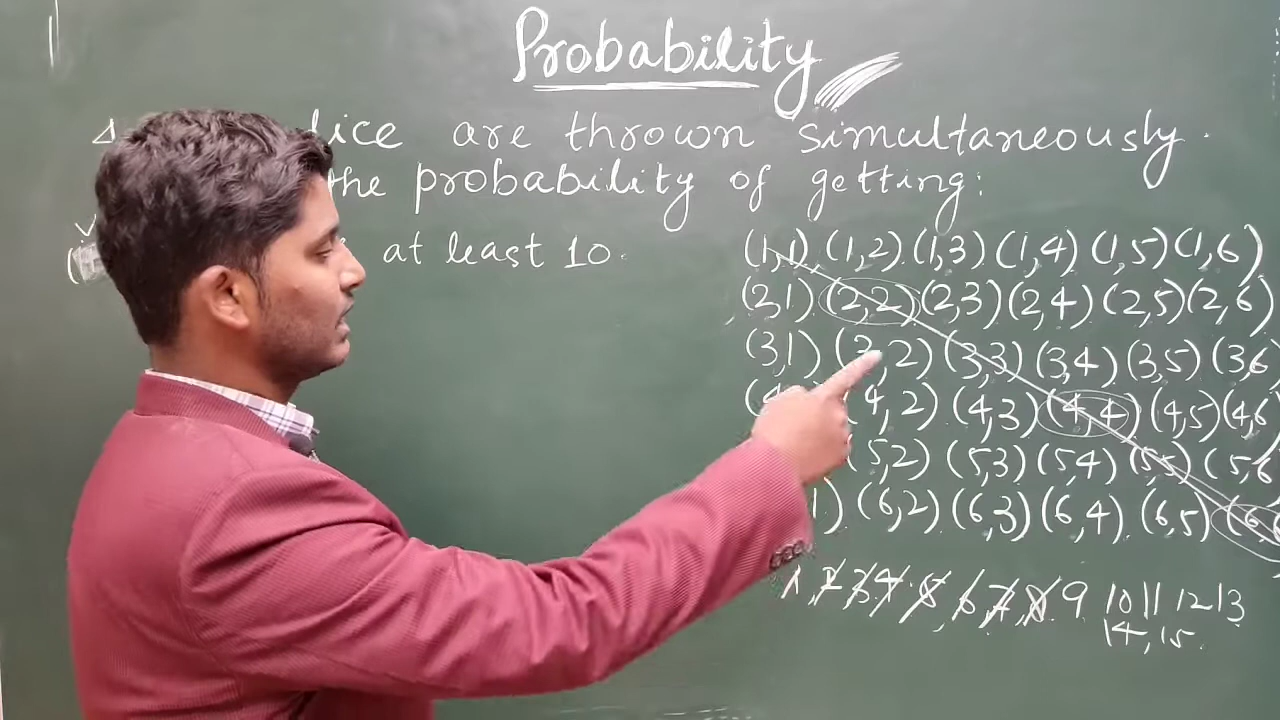 Probability
dice are thrown simultaneously.
the probability of getting:
at least 10.
(1,1) (1,2) (1,3) (1,4) (1,5) (1,6)
(2,1) (2,2) (2,3) (2,4) (2,5) (2,6)
(3,1) (3,2) (3,3) (3,4) (3,5) (3,6)
(4,2) (4,3) (4,4) (4,5) (4,6)
(5,2) (5,3) (5,4) (5,5) (5,6
1) (6,2) (6,3) (6,4) (6,5) (6,6
1, 2 3 4, 5, 6, 7, 8 9 10 11 12 13
14, 15.